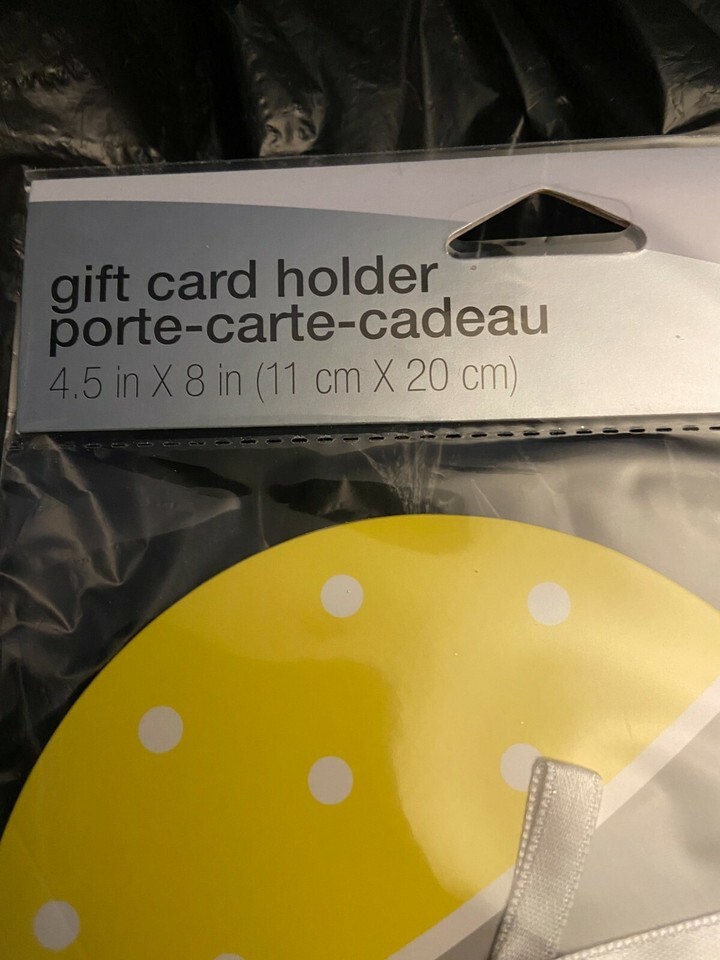 gift card holder
porte-carte-cadeau
4.5 in X 8 in (11 cm X 20 cm)